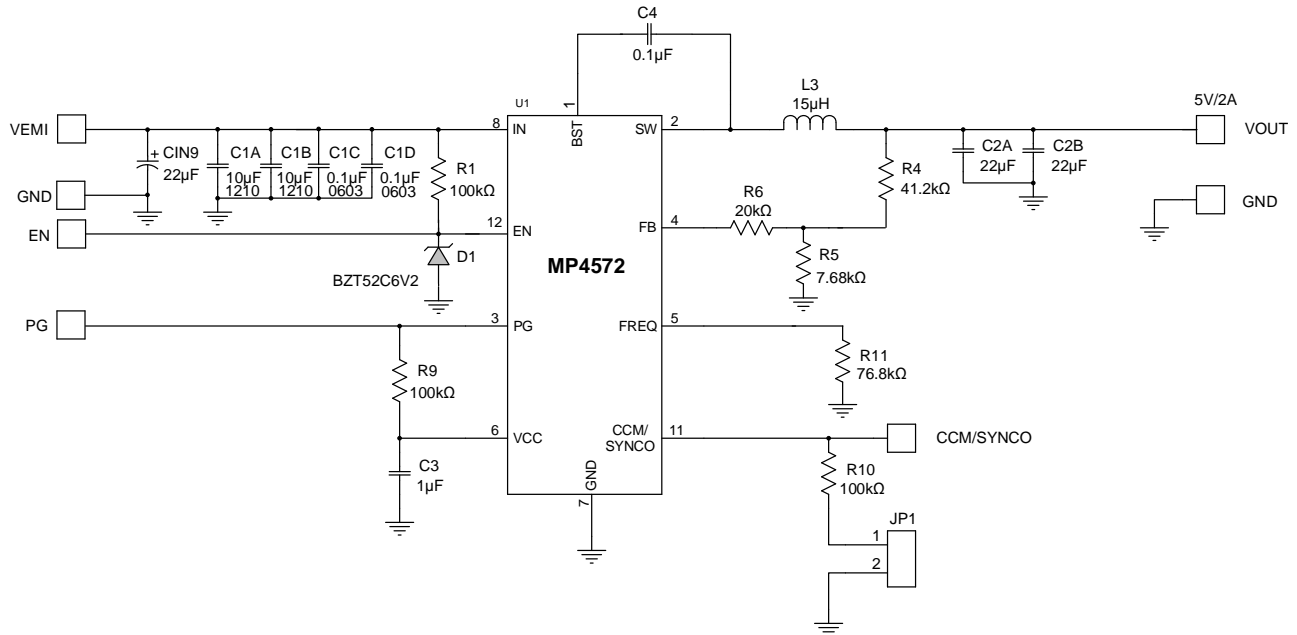 C4
0.1µF
U1
1
L3
15µH
5V/2A
VEMI
8
IN
BST
SW
2
VOUT
+
CIN9
22µF
C1A
10µF
1210
C1B
10µF
1210
C1C
0.1µF
0603
C1D
0.1µF
0603
R1
100kΩ
C2A
22µF
C2B
22µF
R4
41.2kΩ
GND
GND
R6
20kΩ
EN
12
EN
FB
4
D1
BZT52C6V2
MP4572
R5
7.68kΩ
PG
3
PG
FREQ
5
R9
100kΩ
R11
76.8kΩ
6
VCC
CCM/
SYNCO
11
CCM/SYNCO
C3
1µF
GND
7
R10
100kΩ
JP1
1
2